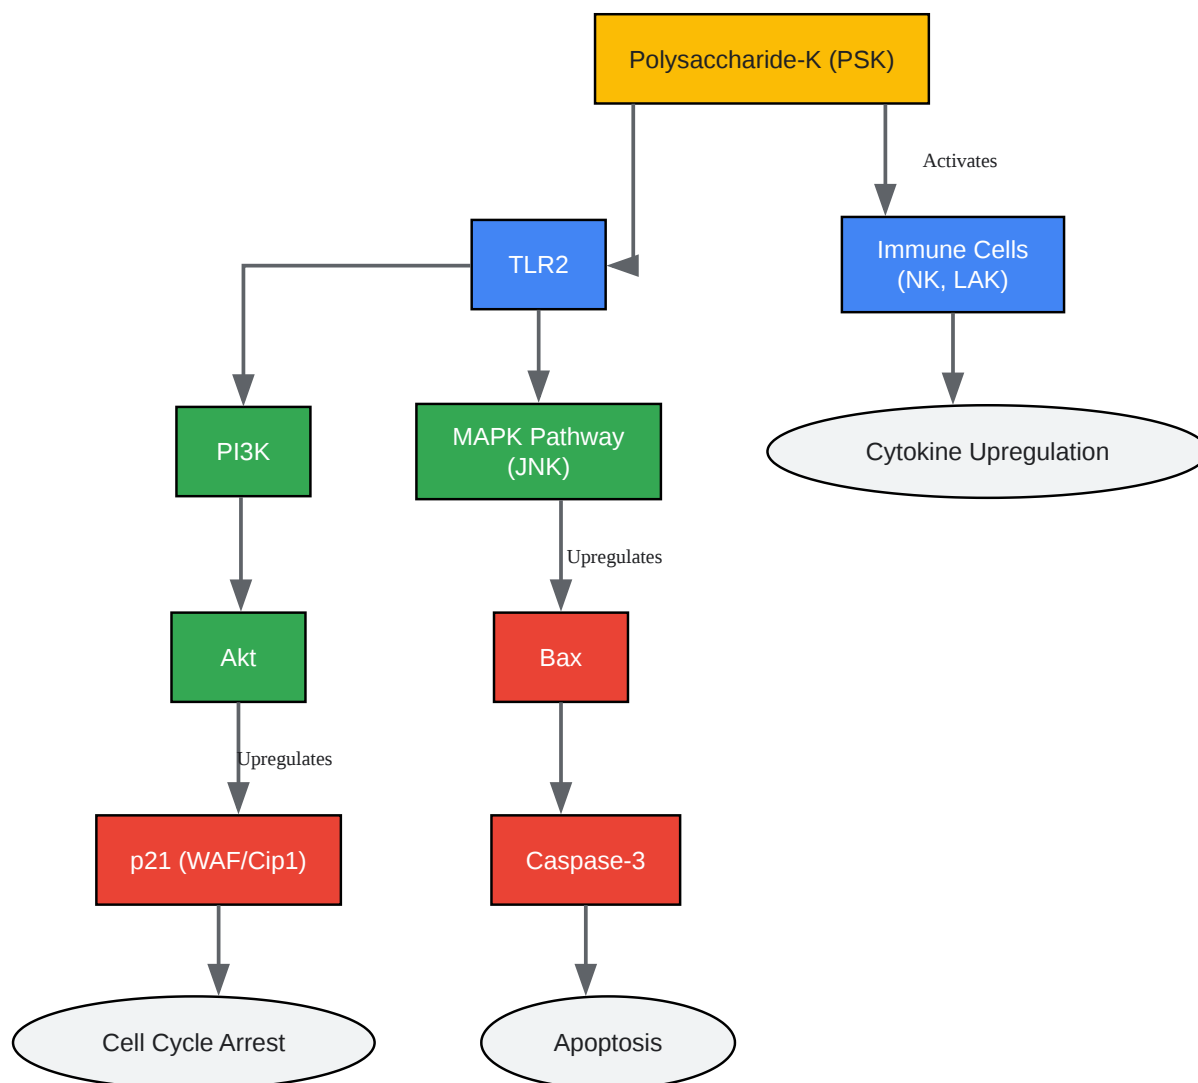 Polysaccharide-K (PSK)
Activates
TLR2
Immune Cells
(NK, LAK)
PI3K
MAPK Pathway
(JNK)
Cytokine Upregulation
Upregulates
Akt
Bax
Upregulates
p21 (WAF/Cip1)
Caspase-3
Cell Cycle Arrest
Apoptosis